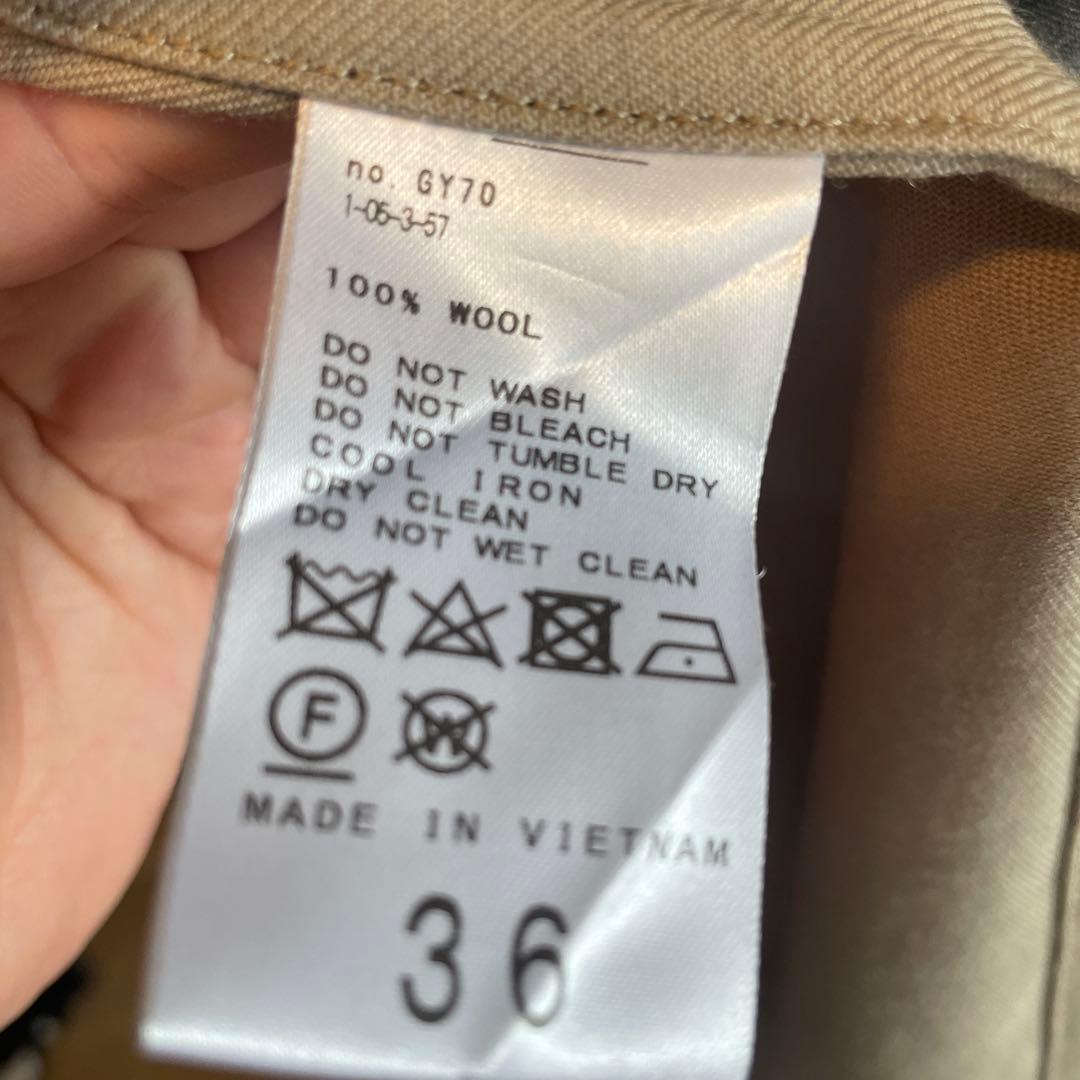 no. GY70
1-05-3-57
100% WOOL
DO NOT WASH
DO NOT BLEACH
DO NOT TUMBLE DRY
COOL IRON
DRY CLEAN
DO NOT WET CLEAN
F
W
MADE IN VIETNAM
36